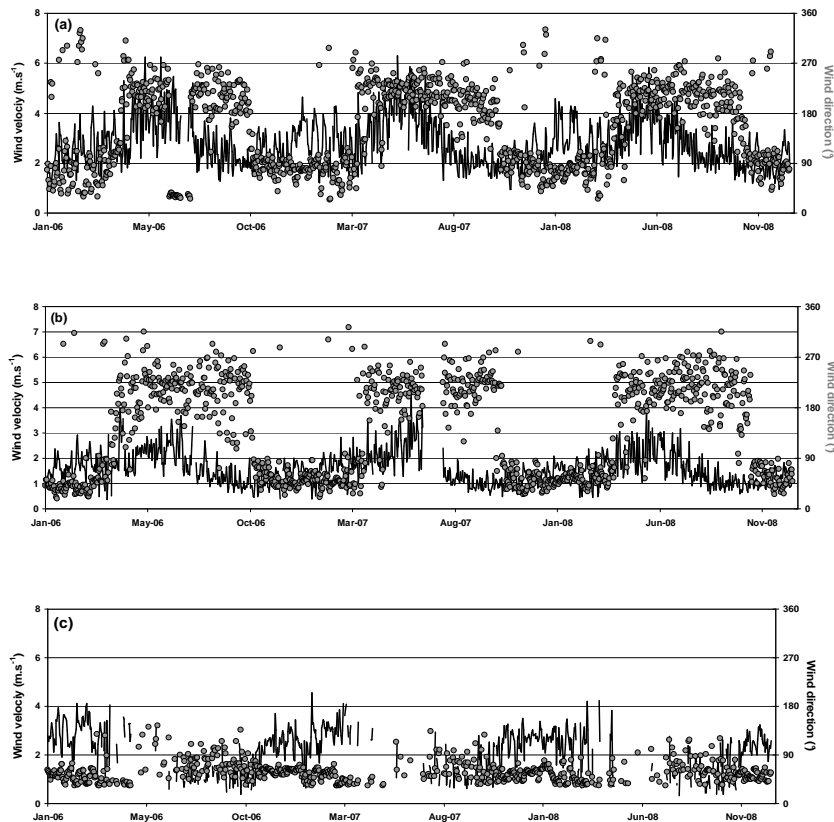 (a)
8
6
4
2
0
360
270
180
90
0
Wind velociy (m.s-1)
Wind direction (°)
Jan-06 May-06 Oct-06 Mar-07 Aug-07 Jan-08 Jun-08 Nov-08
(b)
8
7
6
5
4
3
2
1
0
360
270
180
90
0
Wind velociy (m.s-1)
Wind direction (°)
Jan-06 May-06 Oct-06 Mar-07 Aug-07 Jan-08 Jun-08 Nov-08
(c)
8
6
4
2
0
360
270
180
90
0
Wind velociy (m.s-1)
Wind direction (°)
Jan-06 May-06 Oct-06 Mar-07 Aug-07 Jan-08 Jun-08 Nov-08